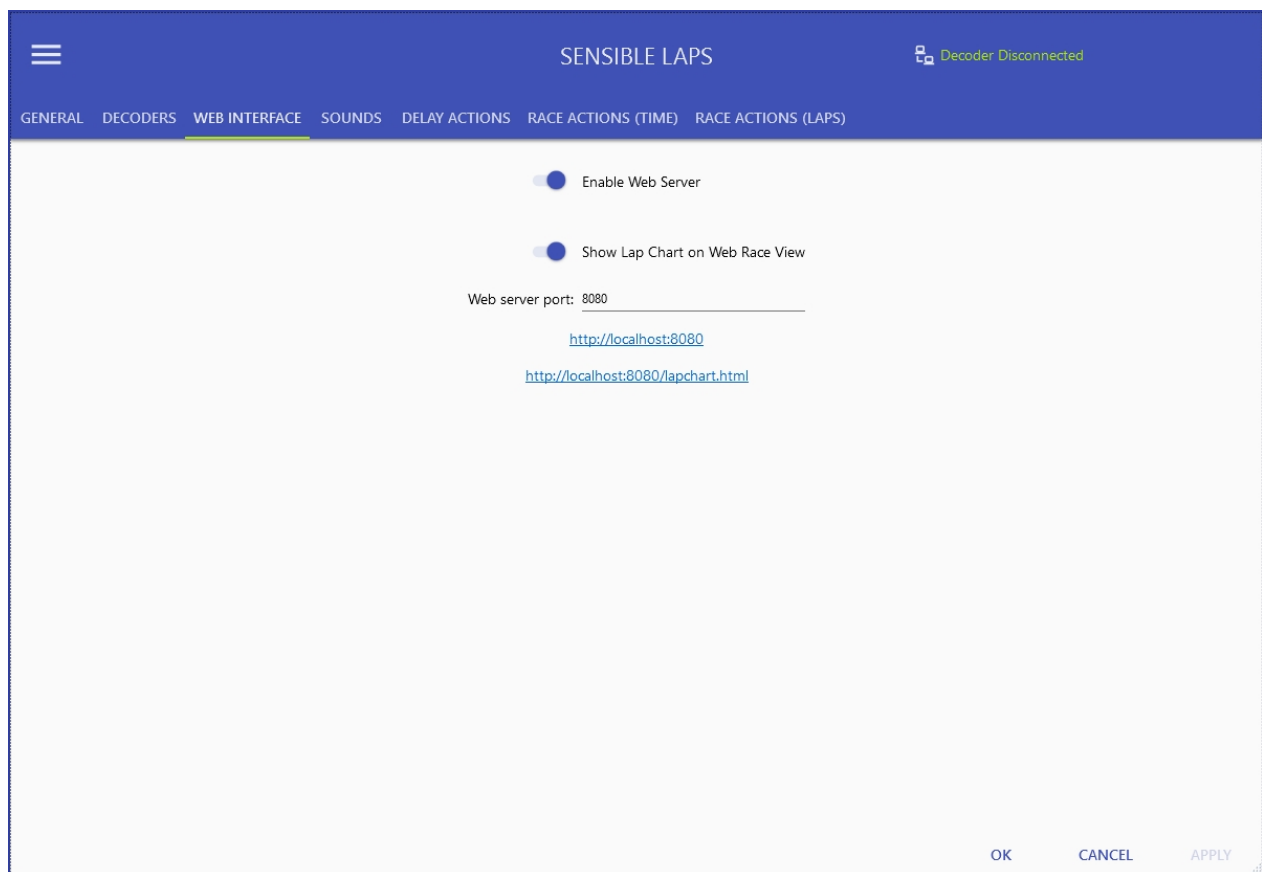 SENSIBLE LAPS
Decoder Disconnected
GENERAL DECODERS WEB INTERFACE SOUNDS DELAY ACTIONS RACE ACTIONS (TIME) RACE ACTIONS (LAPS)
Enable Web Server
Show Lap Chart on Web Race View
Web server port: 8080
http://localhost:8080
http://localhost:8080/lapchart.html
OK CANCEL APPLY